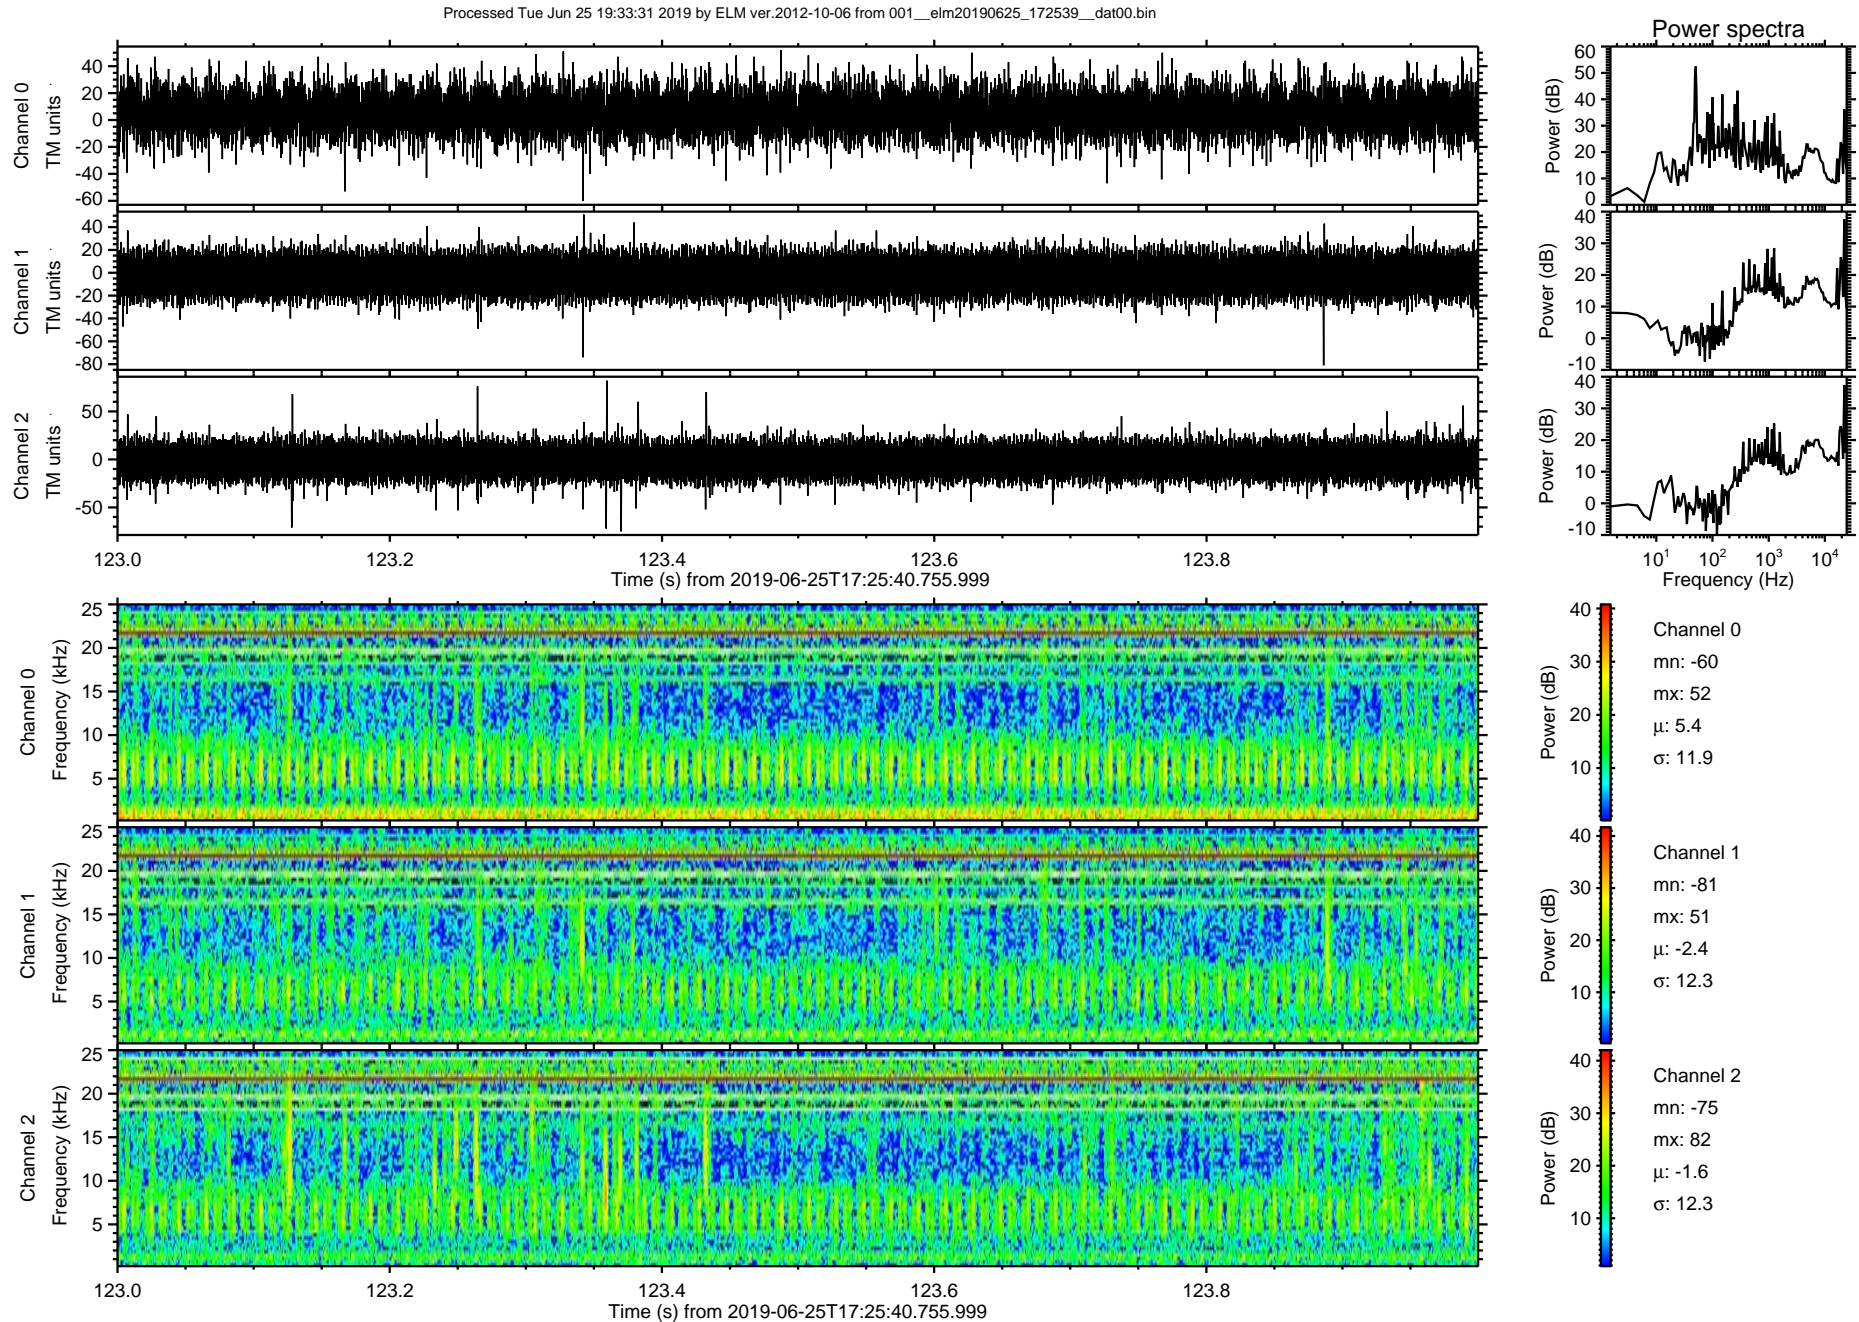 Processed Tue Jun 25 19:33:31 2019 by ELM ver.2012-10-06 from 001__elm20190625_172539__dat00.bin
Power spectra
Channel 0
TM units
40
20
0
-20
-40
-60
Power (dB)
60
50
40
30
20
10
0
Channel 1
TM units
40
20
0
-20
-40
-60
-80
Power (dB)
40
30
20
10
0
-10
Channel 2
TM units
50
0
-50
Power (dB)
40
30
20
10
0
-10
123.0 123.2 123.4 123.6 123.8
Time (s) from 2019-06-25T17:25:40.755.999
10^1 10^2 10^3 10^4
Frequency (Hz)
Channel 0
Frequency (kHz)
25
20
15
10
5
Power (dB)
40
30
20
10
Channel 0
mn: -60
mx: 52
μ: 5.4
σ: 11.9
Channel 1
Frequency (kHz)
25
20
15
10
5
Power (dB)
40
30
20
10
Channel 1
mn: -81
mx: 51
μ: -2.4
σ: 12.3
Channel 2
Frequency (kHz)
25
20
15
10
5
Power (dB)
40
30
20
10
Channel 2
mn: -75
mx: 82
μ: -1.6
σ: 12.3
123.0 123.2 123.4 123.6 123.8
Time (s) from 2019-06-25T17:25:40.755.999